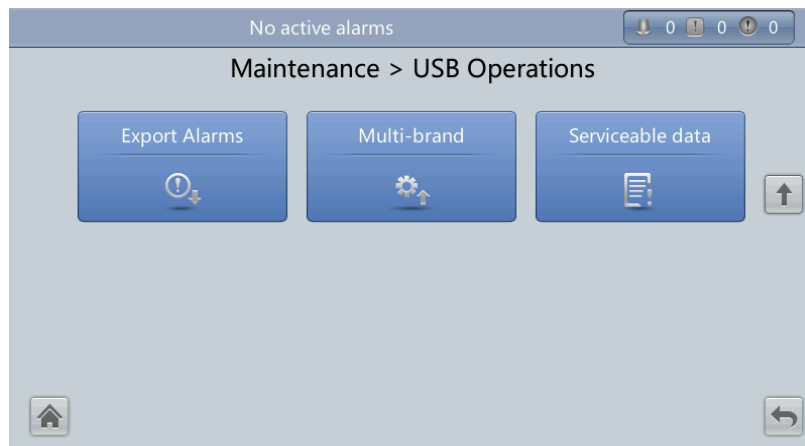 No active alarms
0 0 0
Maintenance > USB Operations
Export Alarms
Multi-brand
Serviceable data